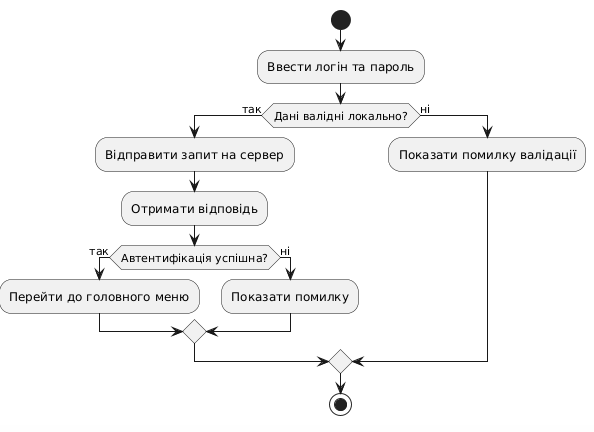 Ввести логін та пароль
так
Дані валідні локально?
ні
Відправити запит на сервер
Показати помилку валідації
Отримати відповідь
так
Автентифікація успішна?
ні
Перейти до головного меню
Показати помилку